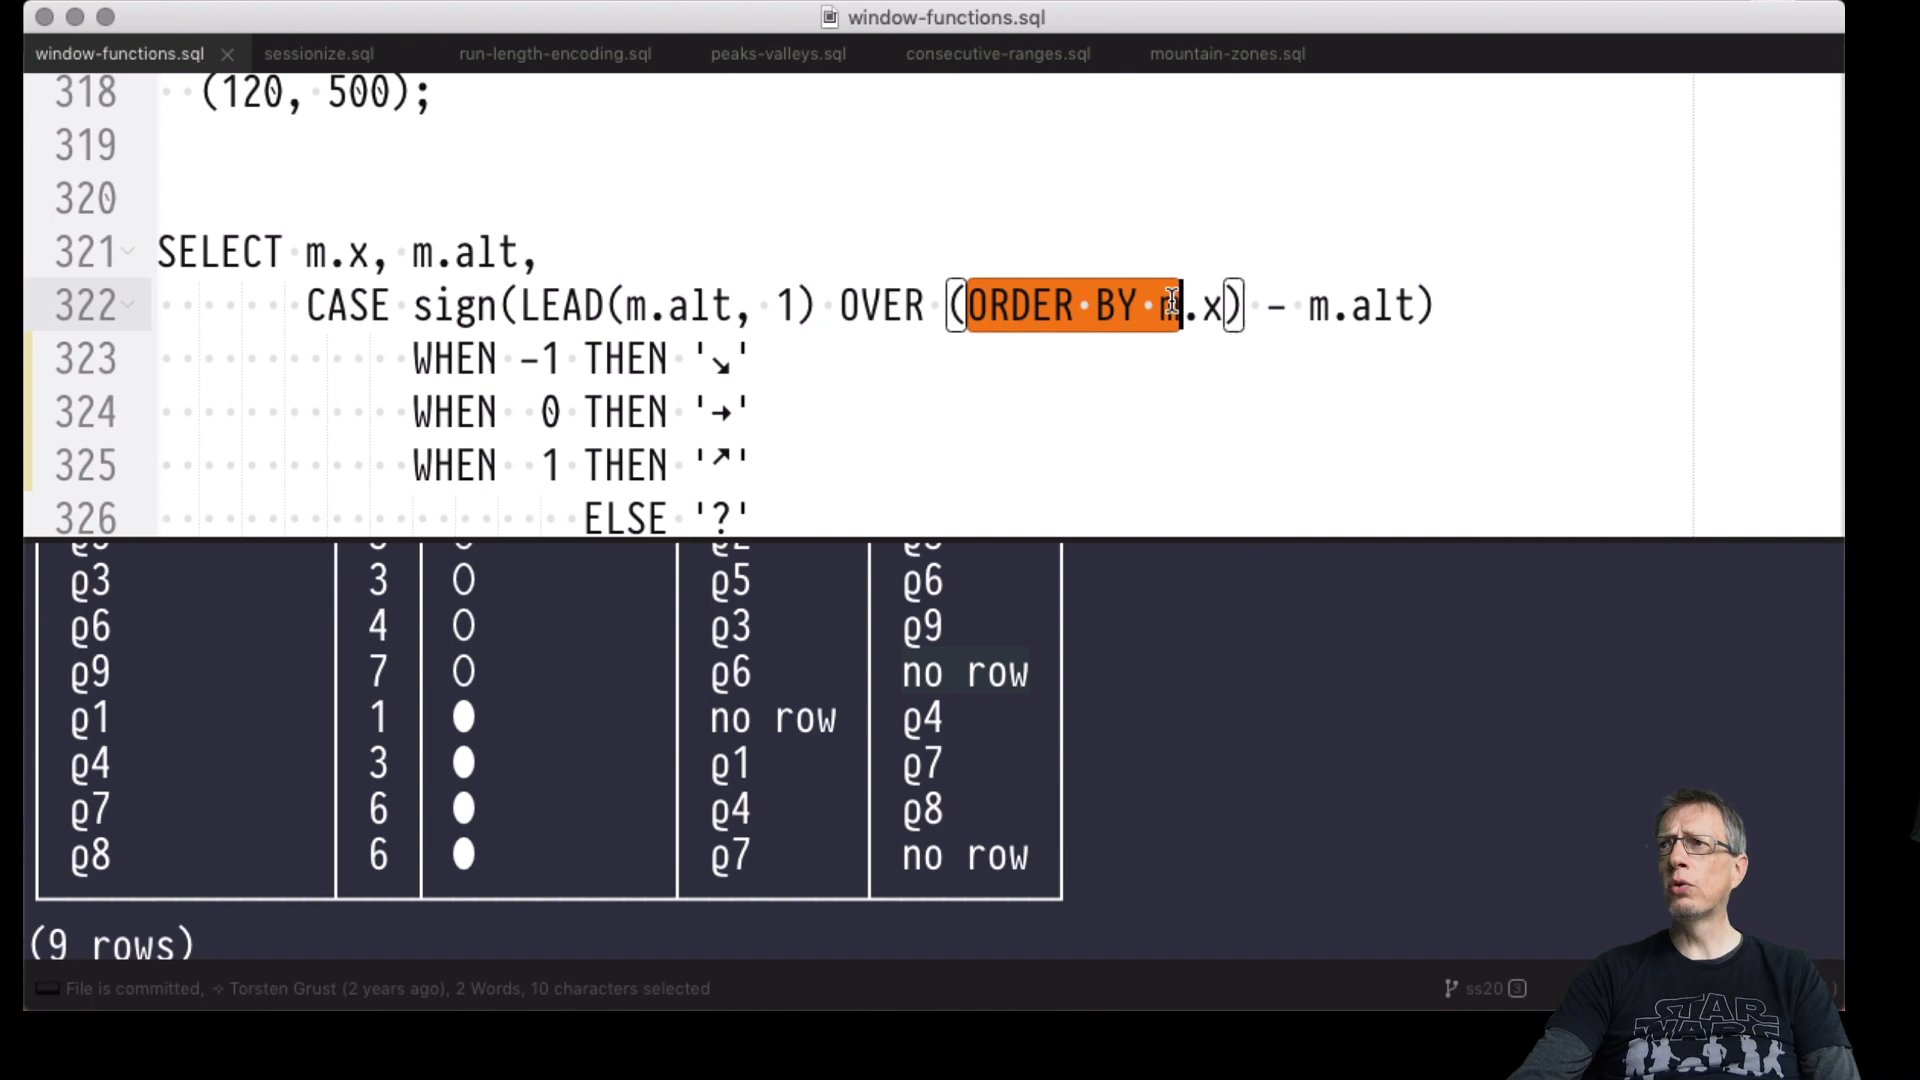 window-functions.sql
window-functions.sql sessionize.sql run-length-encoding.sql peaks-valleys.sql consecutive-ranges.sql mountain-zones.sql
318 (120, 500);
319
320
321 SELECT m.x, m.alt,
322 CASE sign(LEAD(m.alt, 1) OVER (ORDER BY m.x) - m.alt)
323 WHEN -1 THEN '↘'
324 WHEN 0 THEN '→'
325 WHEN 1 THEN '↗'
326 ELSE '?'
ϱ3 3 ○ ϱ5 ϱ6
ϱ6 4 ○ ϱ3 ϱ9
ϱ9 7 ○ ϱ6 no row
ϱ1 1 ● no row ϱ4
ϱ4 3 ● ϱ1 ϱ7
ϱ7 6 ● ϱ4 ϱ8
ϱ8 6 ● ϱ7 no row
(9 rows)
File is committed, Torsten Grust (2 years ago), 2 Words, 10 characters selected
ss20 3
STAR
WARS